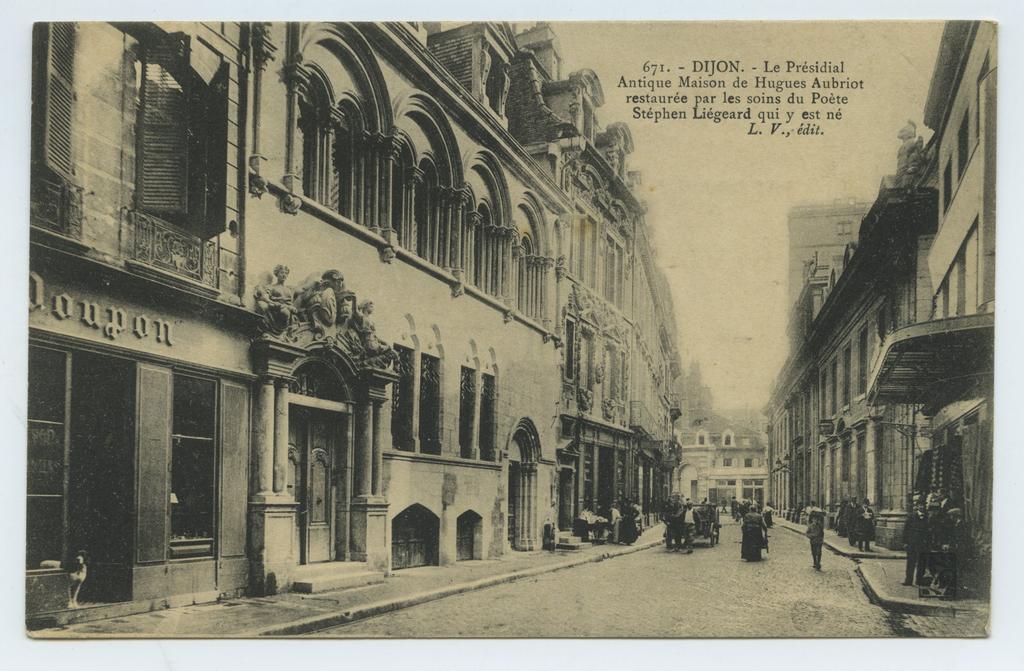 671. - DIJON. - Le Présidial
Antique Maison de Hugues Aubriot
restaurée par les soins du Poète
Stéphen Liégeard qui y est né
L. V., édit.
Doupon